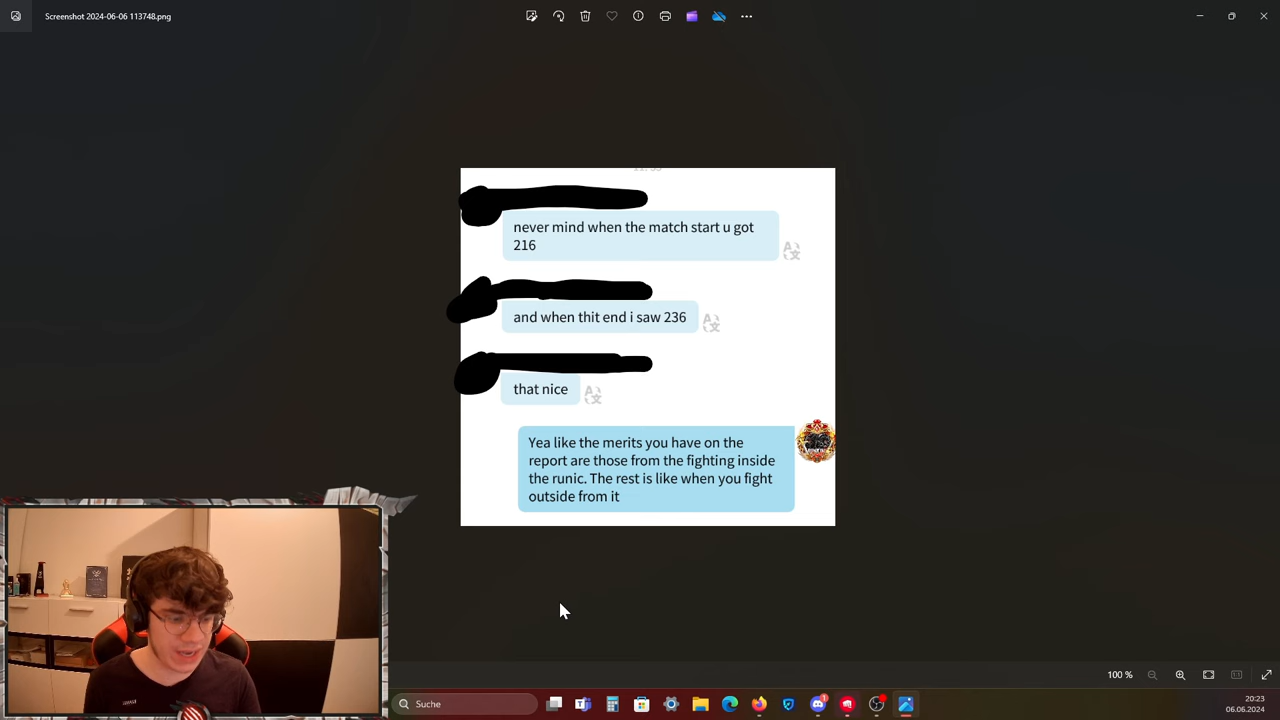 Screenshot 2024-06-06 113748.png
never mind when the match start u got
216
and when thit end i saw 236
that nice
Yea like the merits you have on the
report are those from the fighting inside
the runic. The rest is like when you fight
outside from it
100 %
Suche
20:23
06.06.2024